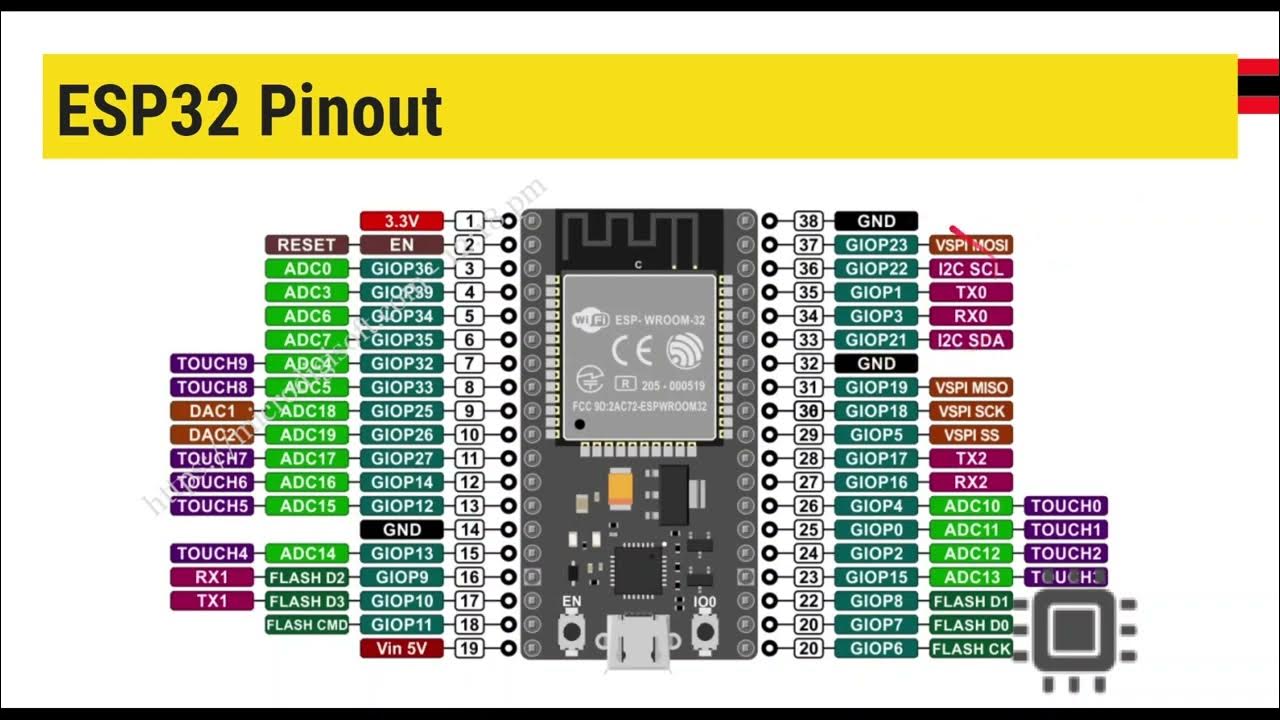 ESP32 Pinout
3.3V 1 38 GND
RESET EN 2 37 GIOP23 VSPI MOSI
ADC0 GIOP36 3 36 GIOP22 I2C SCL
ADC3 GIOP39 4 35 GIOP1 TX0
ADC6 GIOP34 5 34 GIOP3 RX0
ADC7 GIOP35 6 33 GIOP21 I2C SDA
TOUCH9 ADC4 GIOP32 7 32 GND
TOUCH8 ADC5 GIOP33 8 31 GIOP19 VSPI MISO
DAC1 ADC18 GIOP25 9 30 GIOP18 VSPI SCK
DAC2 ADC19 GIOP26 10 29 GIOP5 VSPI SS
TOUCH7 ADC17 GIOP27 11 28 GIOP17 TX2
TOUCH6 ADC16 GIOP14 12 27 GIOP16 RX2
TOUCH5 ADC15 GIOP12 13 26 GIOP4 ADC10 TOUCH0
GND 14 25 GIOP0 ADC11 TOUCH1
TOUCH4 ADC14 GIOP13 15 24 GIOP2 ADC12 TOUCH2
RX1 FLASH D2 GIOP9 16 23 GIOP15 ADC13 TOUCH3
TX1 FLASH D3 GIOP10 17 22 GIOP8 FLASH D1
FLASH CMD GIOP11 18 20 GIOP7 FLASH D0
Vin 5V 19 20 GIOP6 FLASH CK
C
WiFi ESP- WROOM-32
CE
R 205 - 000519
FCC 9D:2AC72-ESPWROOM32
EN IO0